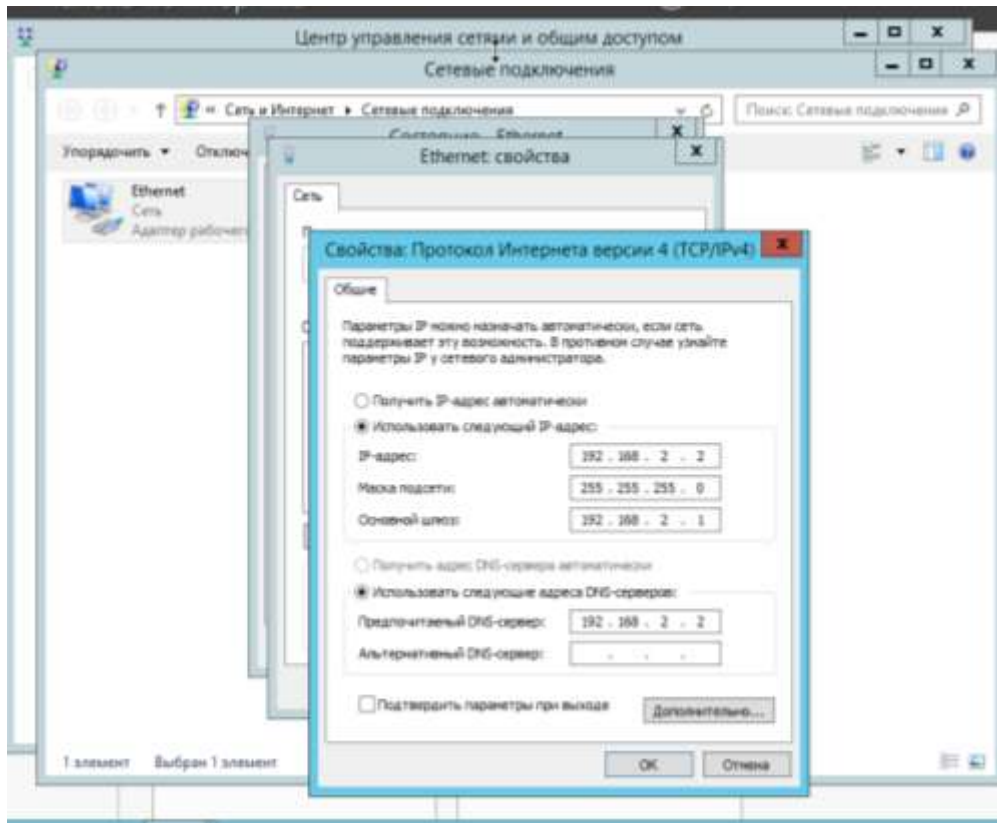 Центр управления сетями и общим доступом
Сетевые подключения
« Сеть и Интернет ▸ Сетевые подключения
Поиск: Сетевые подключения
Состояние - Ethernet
Упорядочить
Отключ
Ethernet: свойства
Ethernet
Сеть
Адаптер рабочег
Сеть
Свойства: Протокол Интернета версии 4 (TCP/IPv4)
Общие
Параметры IP можно назначать автоматически, если сеть
поддерживает эту возможность. В противном случае узнайте
параметры IP у сетевого администратора.
Получить IP-адрес автоматически
Использовать следующий IP-адрес:
IP-адрес: 192 . 168 . 2 . 2
Маска подсети: 255 . 255 . 255 . 0
Основной шлюз: 192 . 168 . 2 . 1
Получить адрес DNS-сервера автоматически
Использовать следующие адреса DNS-серверов:
Предпочитаемый DNS-сервер: 192 . 168 . 2 . 2
Альтернативный DNS-сервер: . . .
Подтвердить параметры при выходе
Дополнительно...
1 элемент Выбран 1 элемент
OK Отмена